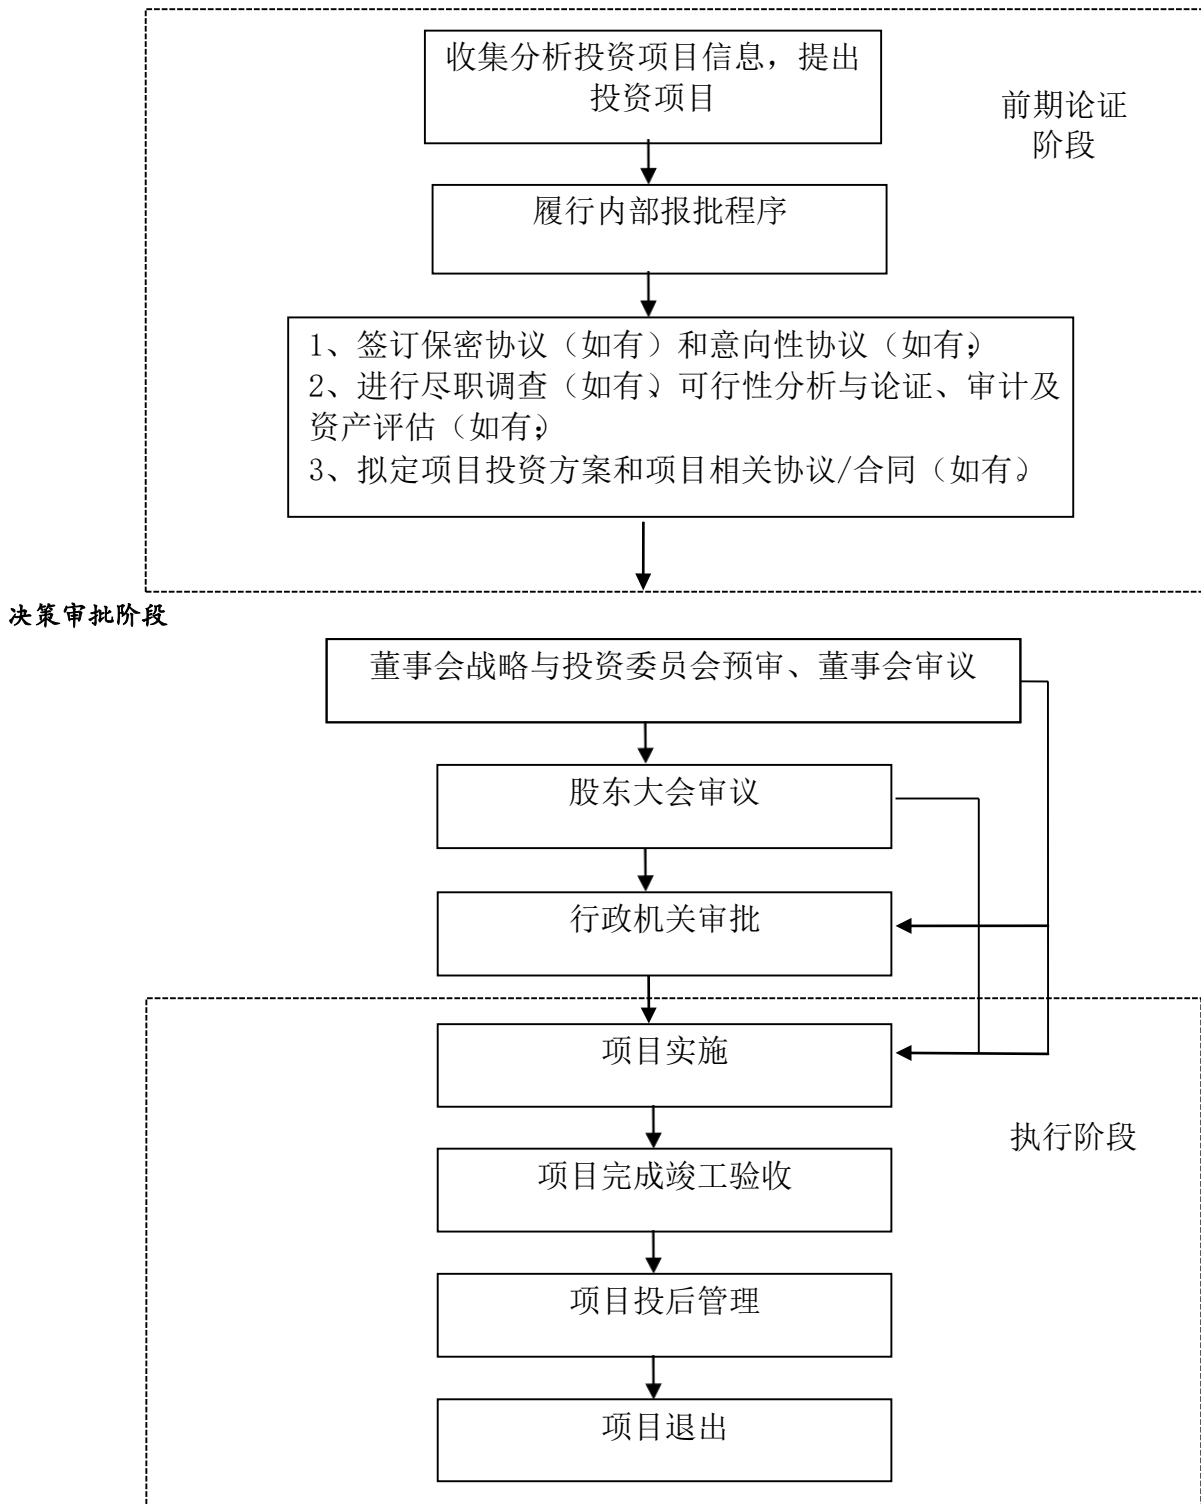 收集分析投资项目信息，提出
投资项目
前期论证
阶段
履行内部报批程序
1、签订保密协议（如有）和意向性协议（如有）；
2、进行尽职调查（如有）、可行性分析与论证、审计及
资产评估（如有）；
3、拟定项目投资方案和项目相关协议/合同（如有）。
决策审批阶段
董事会战略与投资委员会预审、董事会审议
股东大会审议
行政机关审批
项目实施
执行阶段
项目完成竣工验收
项目投后管理
项目退出